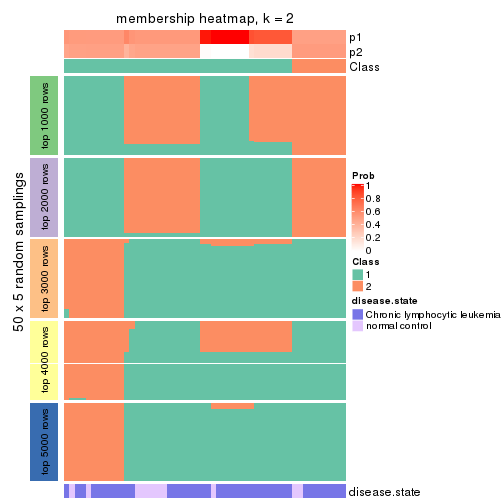 membership heatmap, k = 2
p1
p2
Class
50 x 5 random samplings
top 1000 rows
top 2000 rows
top 3000 rows
top 4000 rows
top 5000 rows
Prob
1
0.8
0.6
0.4
0.2
0
Class
1
2
disease.state
Chronic lymphocytic leukemia
normal control
disease.state